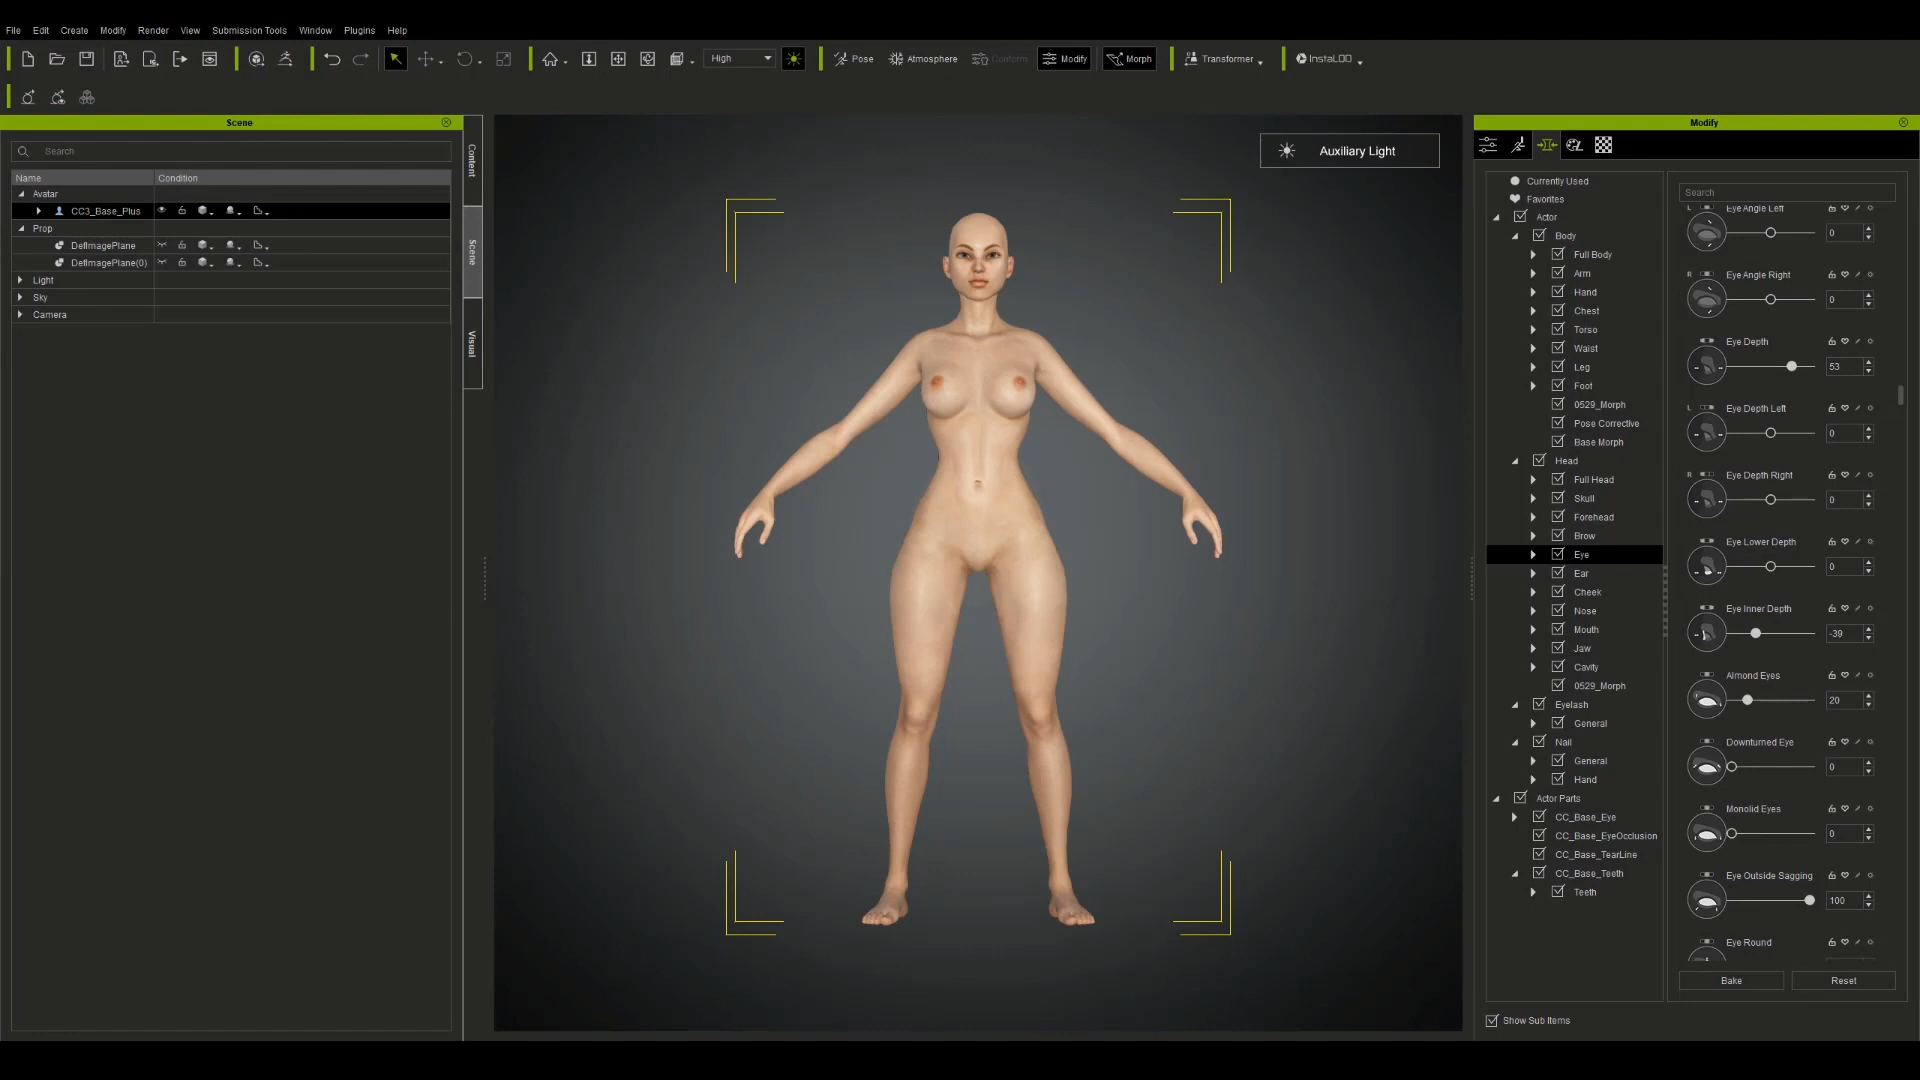 File Edit Create Modify Render View Submission Tools Window Plugins Help
High Pose Atmosphere Conform Modify Morph Transformer InstaLOD
Scene
Search
Name Condition
Avatar
CC3_Base_Plus
Prop
DefImagePlane
DefImagePlane(0)
Light
Sky
Camera
Content
Scene
Visual
Auxiliary Light
Modify
Currently Used
Favorites
Actor
Body
Full Body
Arm
Hand
Chest
Torso
Waist
Leg
Foot
0529_Morph
Pose Corrective
Base Morph
Head
Full Head
Skull
Forehead
Brow
Eye
Ear
Cheek
Nose
Mouth
Jaw
Cavity
0529_Morph
Eyelash
General
Nail
General
Hand
Actor Parts
CC_Base_Eye
CC_Base_EyeOcclusion
CC_Base_TearLine
CC_Base_Teeth
Teeth
Show Sub Items
Search
L Eye Angle Left
0
R Eye Angle Right
0
Eye Depth
53
L Eye Depth Left
0
R Eye Depth Right
0
Eye Lower Depth
0
Eye Inner Depth
-39
Almond Eyes
20
Downturned Eye
0
Monolid Eyes
0
Eye Outside Sagging
100
Eye Round
Bake Reset